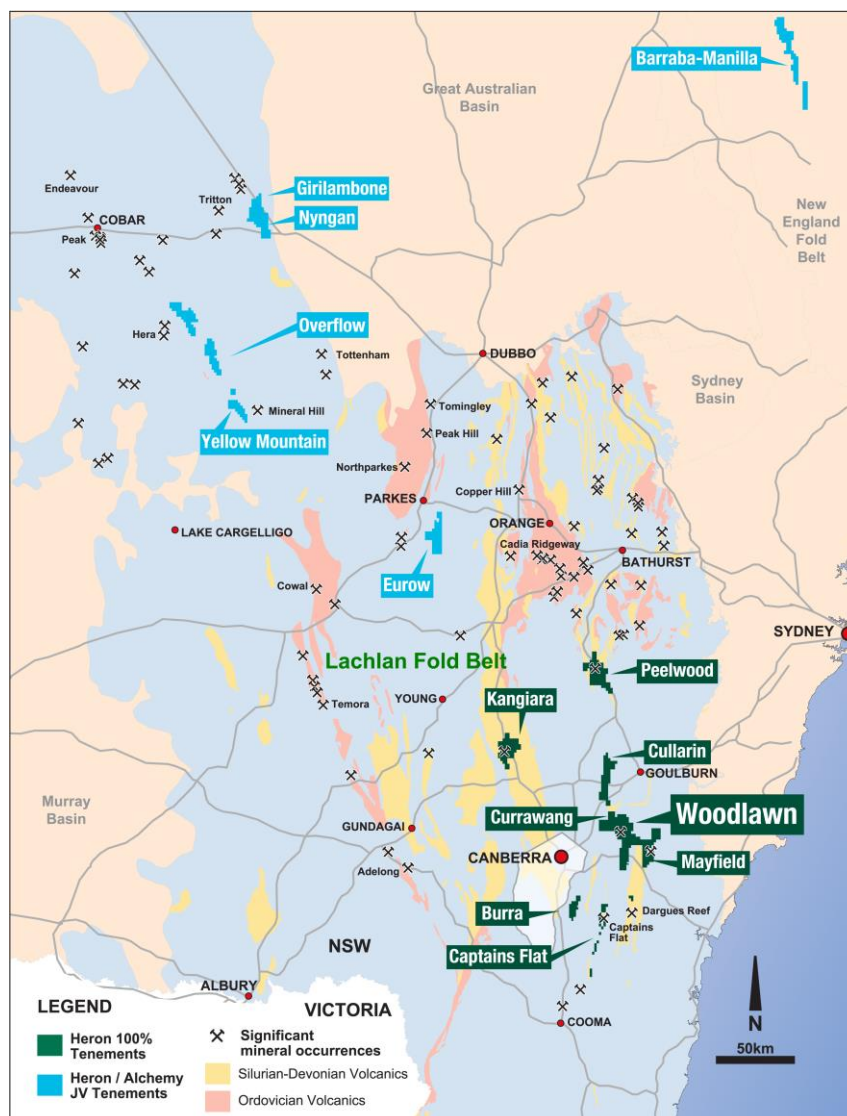 Barraba-Manilla
Great Australian
Basin
Endeavour
Girilambone
Tritton
COBAR
Nyngan
New
England
Fold
Belt
Peak
Hera
Overflow
Tottenham
DUBBO
Sydney
Basin
Mineral Hill
Tomingley
Yellow Mountain
Peak Hill
Northparkes
Copper Hill
PARKES
ORANGE
LAKE CARGELLIGO
Cadia Ridgeway
BATHURST
Eurow
Cowal
SYDNEY
Lachlan Fold Belt
Peelwood
Temora
YOUNG
Kangiara
Cullarin
GOULBURN
Murray
Basin
Currawang
Woodlawn
GUNDAGAI
CANBERRA
Mayfield
Adelong
Burra
Dargues Reef
Captains
Flat
NSW
Captains Flat
ALBURY
LEGEND
VICTORIA
COOMA
N
50km
Heron 100%
Tenements
Significant
mineral occurrences
Heron / Alchemy
JV Tenements
Silurian-Devonian Volcanics
Ordovician Volcanics